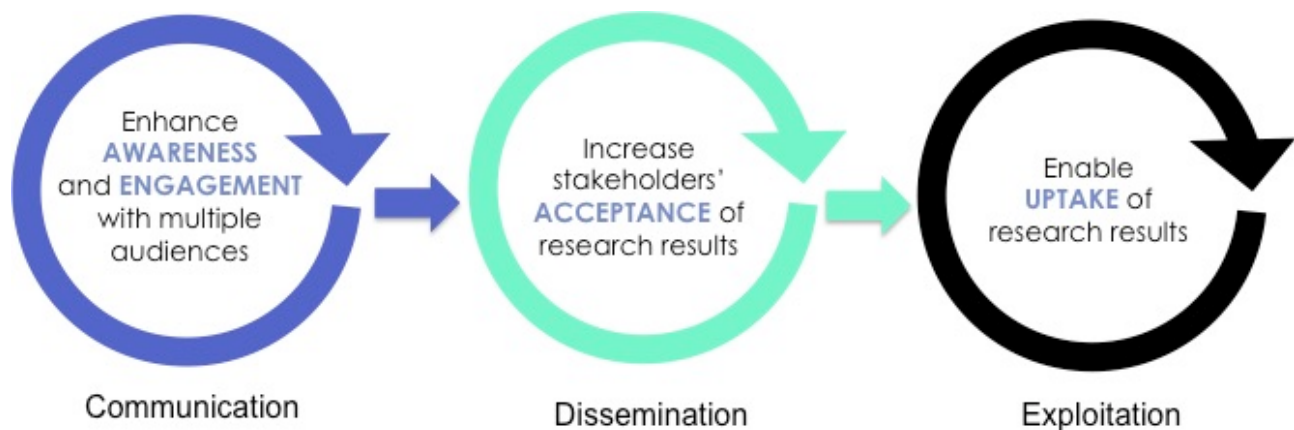 Enhance
AWARENESS
and ENGAGEMENT
with multiple
audiences
Communication
Increase
stakeholders’
ACCEPTANCE of
research results
Dissemination
Enable
UPTAKE of
research results
Exploitation